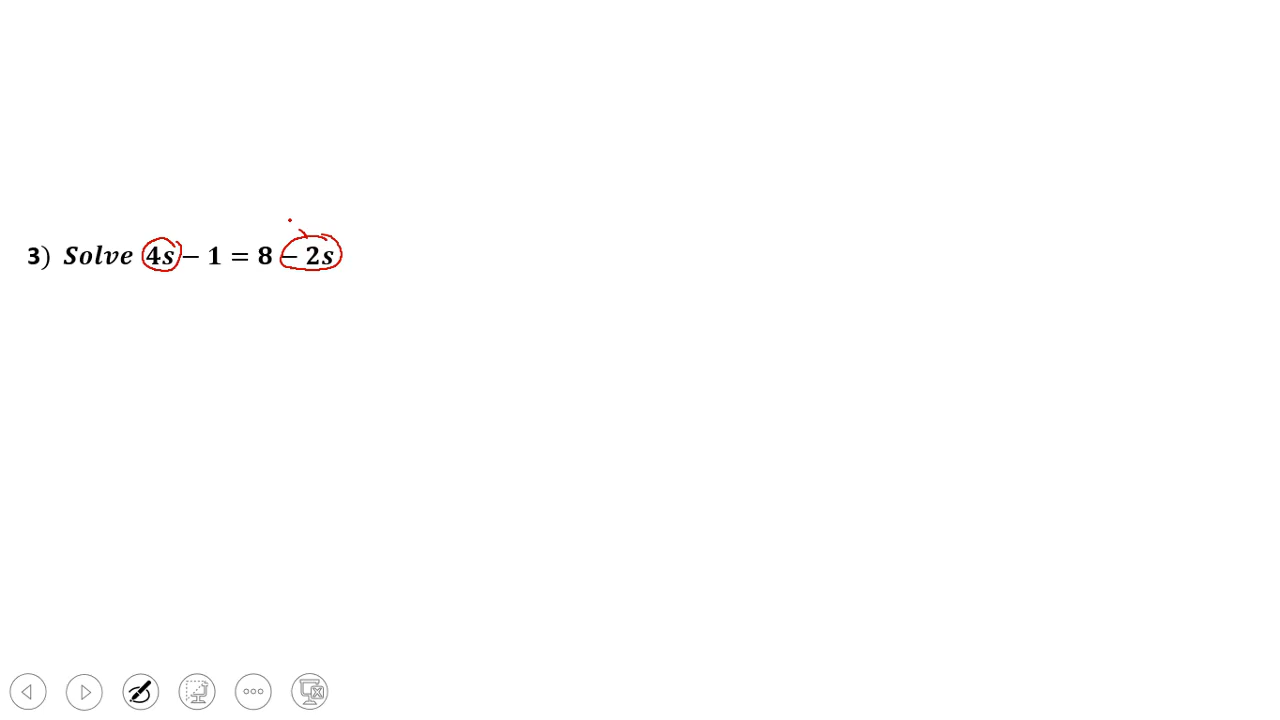 3) Solve 4s − 1 = 8 − 2s